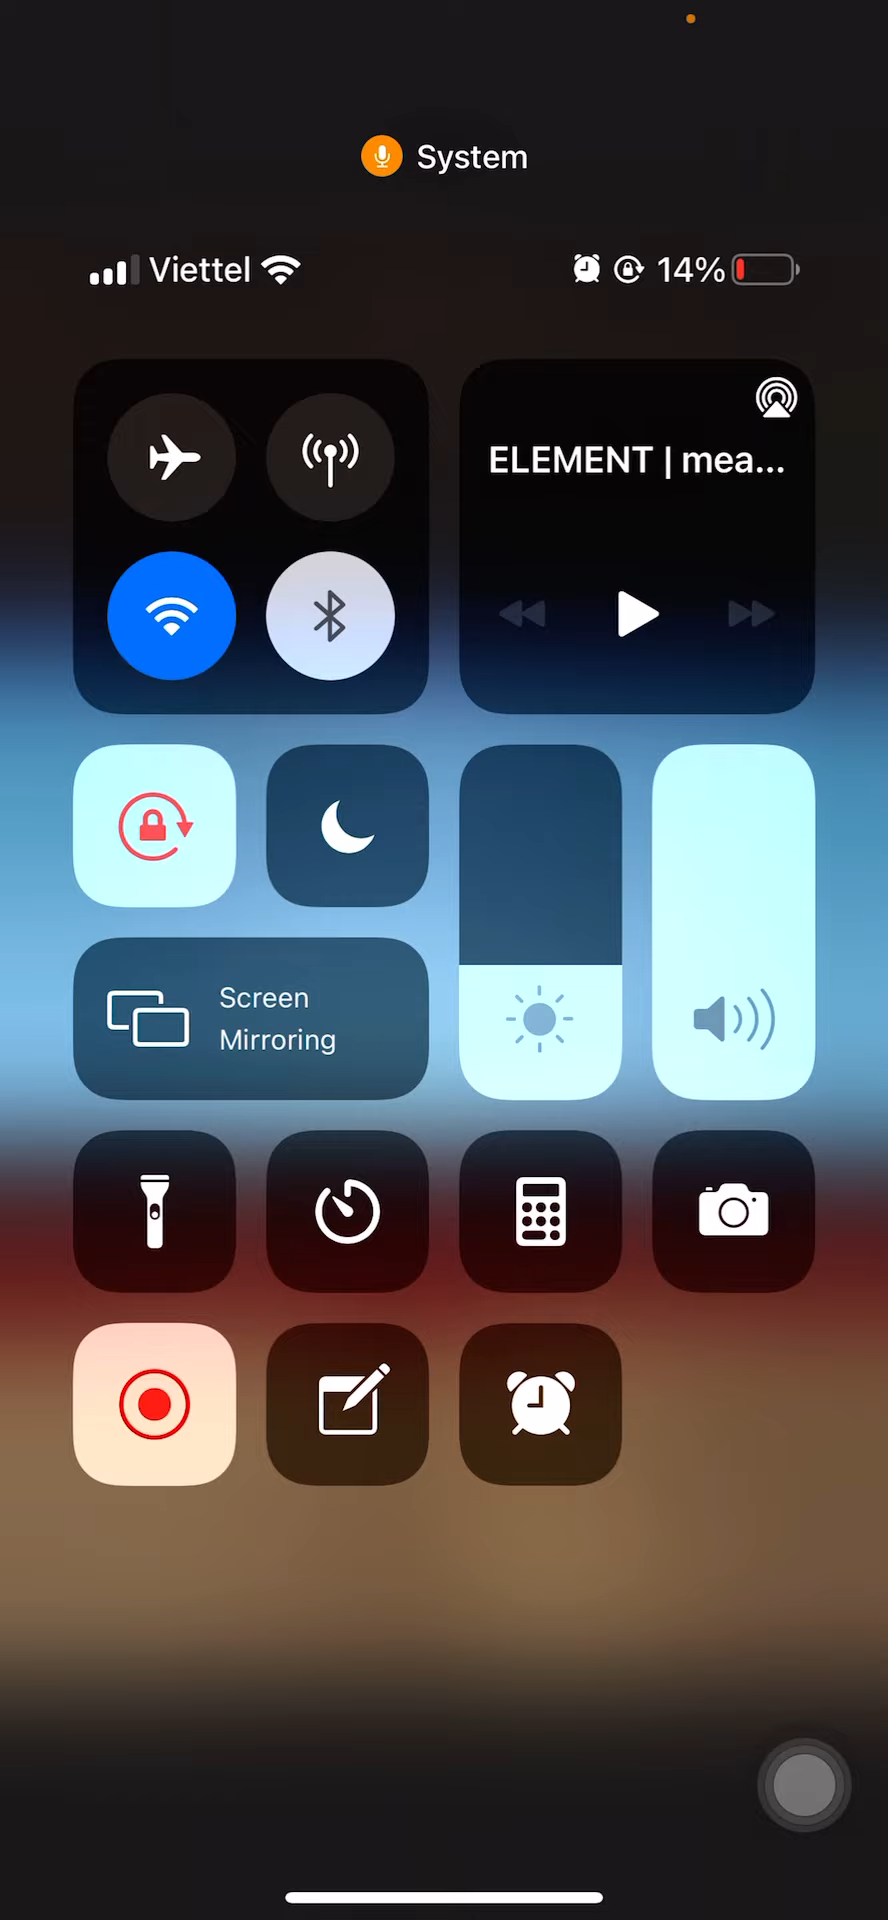 System
Viettel 14%
ELEMENT | mea...
Screen
Mirroring